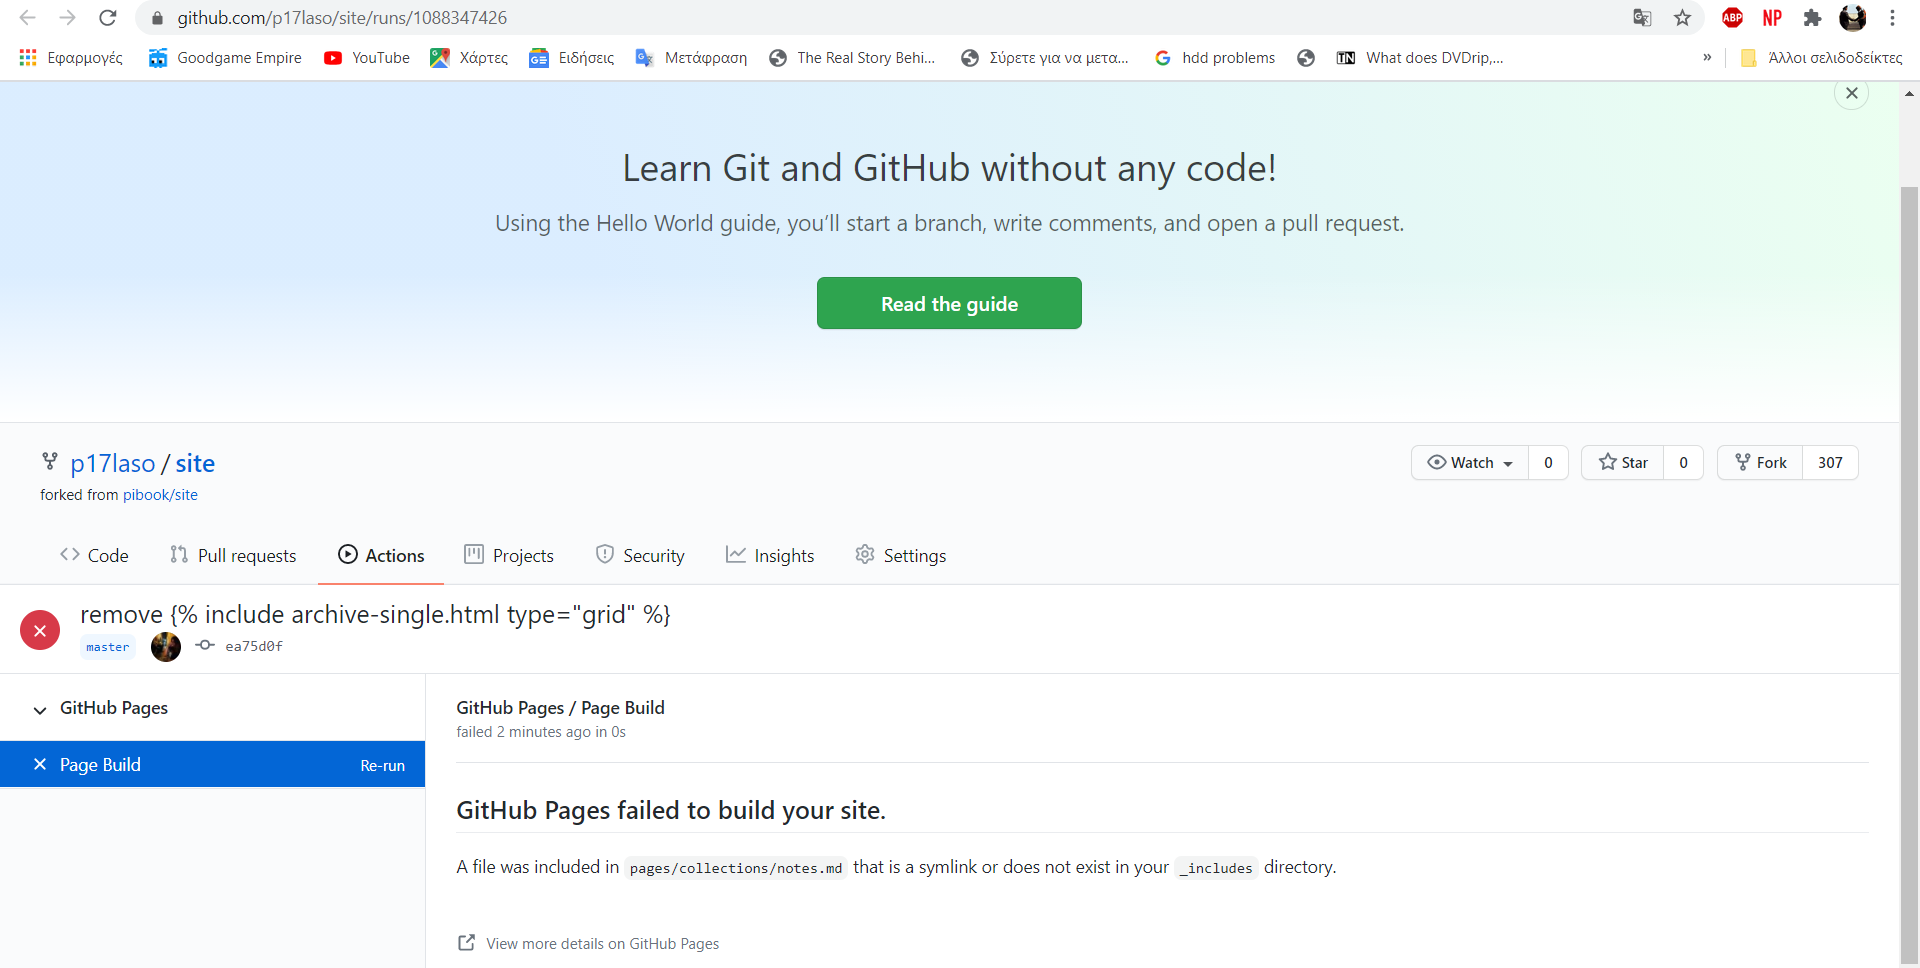 github.com/p17laso/site/runs/1088347426
ABP
NP
Εφαρμογές
Goodgame Empire
YouTube
Χάρτες
Ειδήσεις
Μετάφραση
The Real Story Behi...
Σύρετε για να μετα...
hdd problems
TN What does DVDrip,...
»
Άλλοι σελιδοδείκτες
Learn Git and GitHub without any code!
Using the Hello World guide, you’ll start a branch, write comments, and open a pull request.
Read the guide
p17laso / site
forked from pibook/site
Watch 0
Star 0
Fork 307
Code
Pull requests
Actions
Projects
Security
Insights
Settings
remove {% include archive-single.html type="grid" %}
master ea75d0f
GitHub Pages
Page Build Re-run
GitHub Pages / Page Build
failed 2 minutes ago in 0s
GitHub Pages failed to build your site.
A file was included in pages/collections/notes.md that is a symlink or does not exist in your _includes directory.
View more details on GitHub Pages